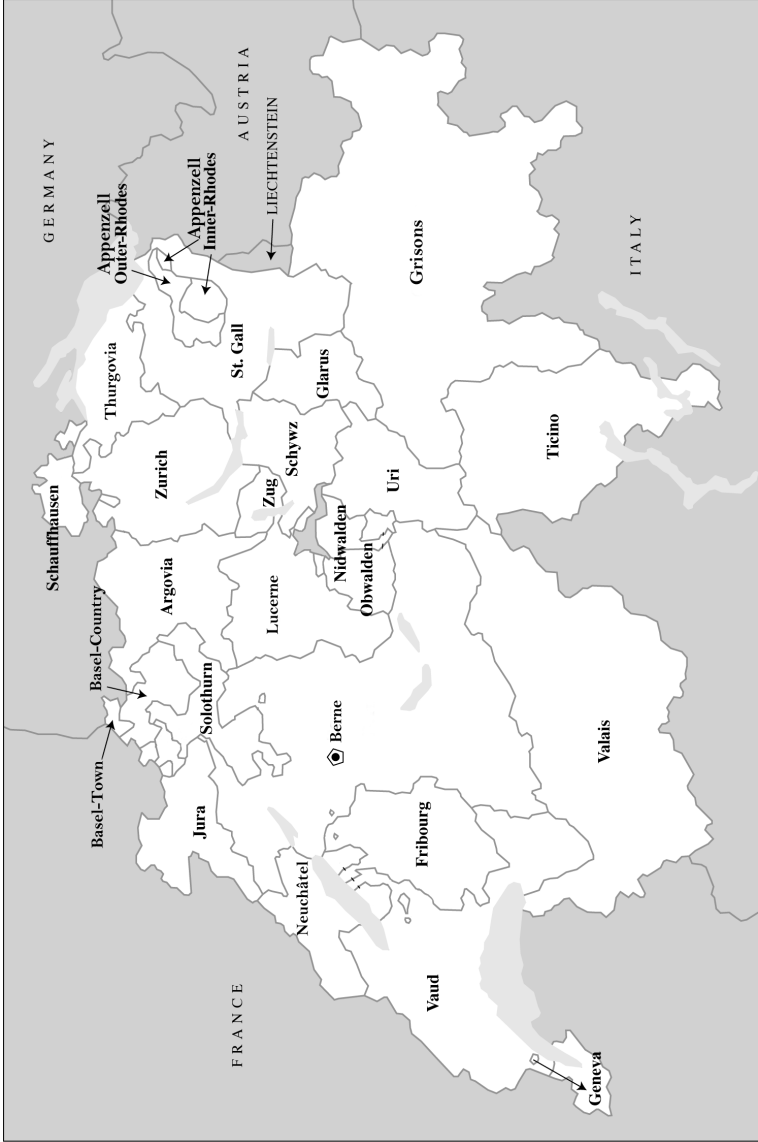 GERMANY
AUSTRIA
LIECHTENSTEIN
Appenzell
Outer-Rhodes
Appenzell
Inner-Rhodes
ITALY
FRANCE
Schauffhausen
Thurgovia
St. Gall
Zurich
Glarus
Grisons
Schywz
Zug
Uri
Ticino
Nidwalden
Obwalden
Argovia
Lucerne
Basel-Country
Basel-Town
Solothurn
Berne
Jura
Fribourg
Neuchâtel
Valais
Vaud
Geneva